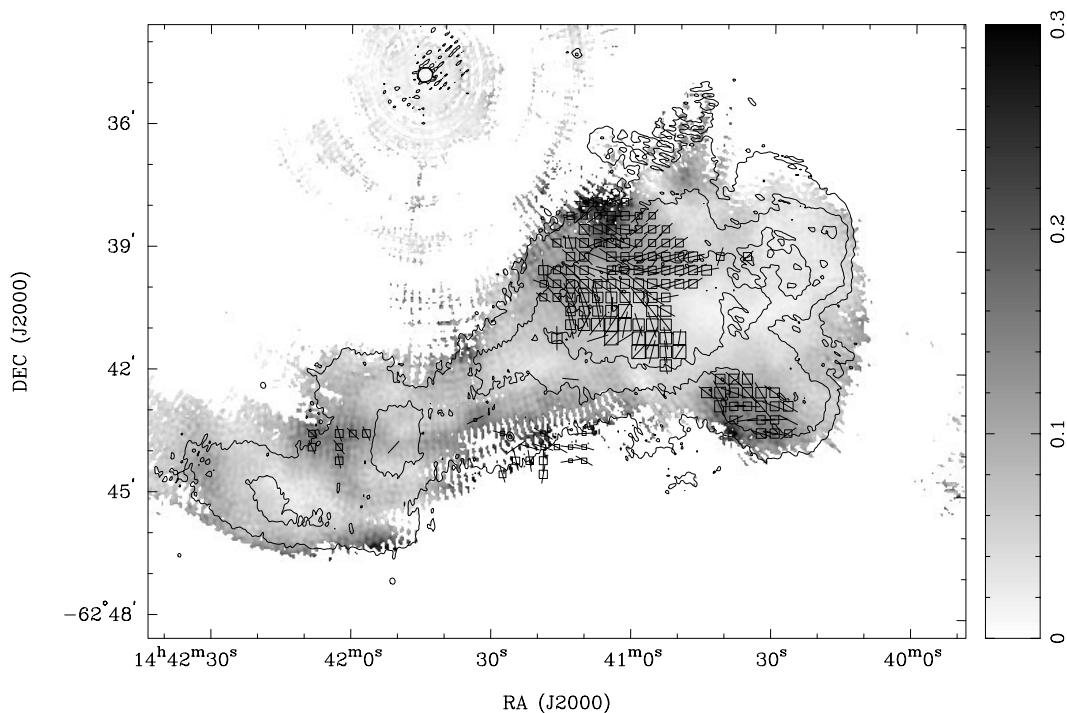 0.3
36′
0.2
39′
DEC (J2000)
42′
0.1
45′
−62°48′
0
14ʰ42ᵐ30ˢ
42ᵐ0ˢ
30ˢ
41ᵐ0ˢ
30ˢ
40ᵐ0ˢ
RA (J2000)